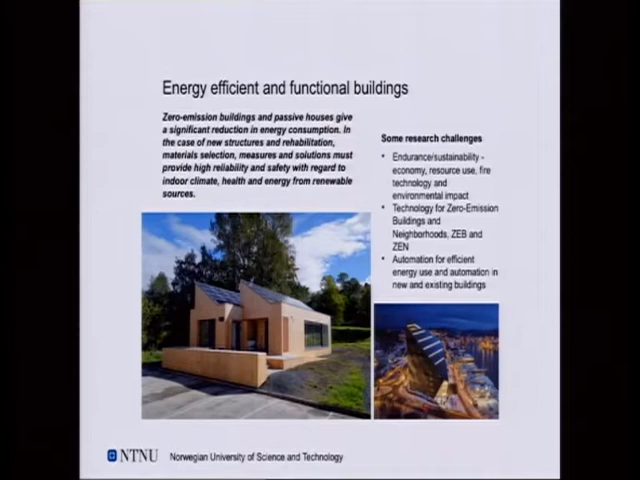 Energy efficient and functional buildings
Zero-emission buildings and passive houses give
a significant reduction in energy consumption. In
the case of new structures and rehabilitation,
materials selection, measures and solutions must
provide high reliability and safety with regard to
indoor climate, health and energy from renewable
sources.
Some research challenges
• Endurance/sustainability -
economy, resource use, fire
technology and
environmental impact
• Technology for Zero-Emission
Buildings and
Neighborhoods, ZEB and
ZEN
• Automation for efficient
energy use and automation in
new and existing buildings
NTNU Norwegian University of Science and Technology